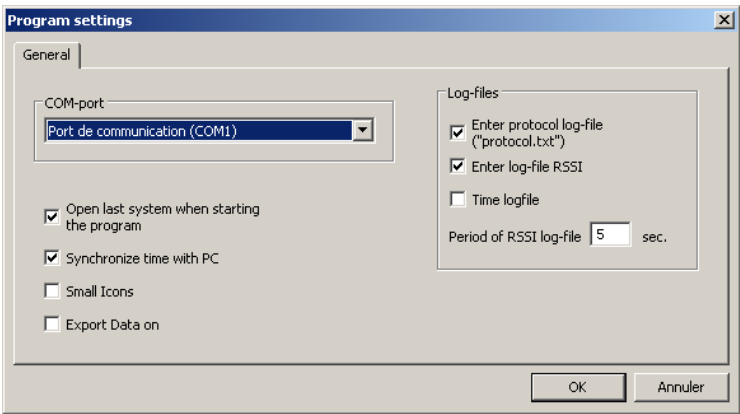 Program settings
General
COM-port
Port de communication (COM1)
Open last system when starting
the program
Synchronize time with PC
Small Icons
Export Data on
Log-files
Enter protocol log-file
("protocol.txt")
Enter log-file RSSI
Time logfile
Period of RSSI log-file 5 sec.
OK Annuler